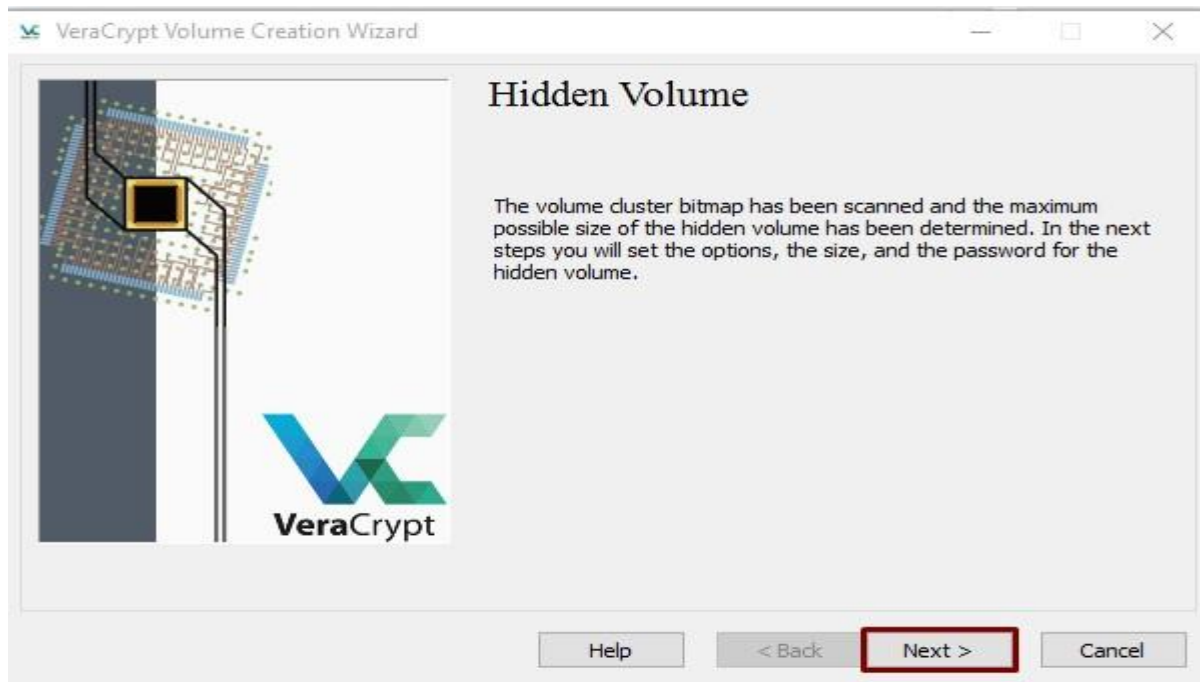 VeraCrypt Volume Creation Wizard
Hidden Volume
The volume cluster bitmap has been scanned and the maximum
possible size of the hidden volume has been determined. In the next
steps you will set the options, the size, and the password for the
hidden volume.
VeraCrypt
Help
< Back
Next >
Cancel